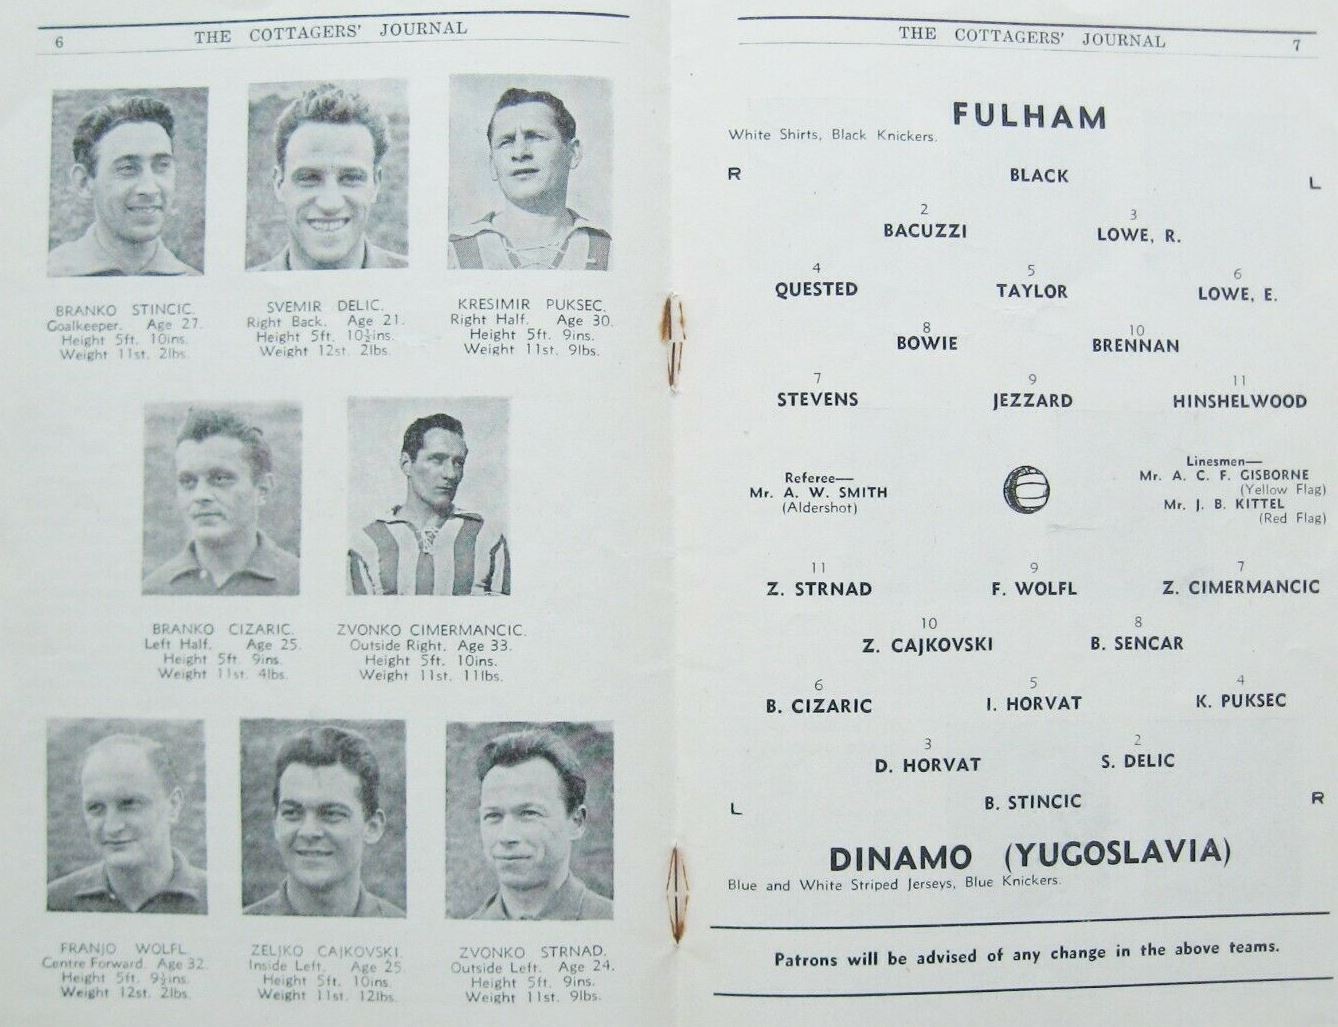 6
THE COTTAGERS' JOURNAL
BRANKO STINCIC.
Goalkeeper. Age 27.
Height 5ft. 10ins.
Weight 11st. 2lbs.
SVEMIR DELIC.
Right Back. Age 21.
Height 5ft. 10½ins.
Weight 12st. 2lbs.
KRESIMIR PUKSEC.
Right Half. Age 30.
Height 5ft. 9ins.
Weight 11st. 9lbs.
BRANKO CIZARIC.
Left Half. Age 25.
Height 5ft. 9ins.
Weight 11st. 4lbs.
ZVONKO CIMERMANCIC.
Outside Right. Age 33.
Height 5ft. 10ins.
Weight 11st. 11lbs.
FRANJO WOLFL
Centre Forward. Age 32.
Height 5ft. 9½ins.
Weight 12st. 2lbs.
ZELJKO CAJKOVSKI.
Inside Left. Age 25.
Height 5ft. 10ins.
Weight 11st. 12lbs.
ZVONKO STRNAD.
Outside Left. Age 24.
Height 5ft. 9ins.
Weight 11st. 9lbs.
THE COTTAGERS' JOURNAL
7
FULHAM
White Shirts, Black Knickers.
R BLACK L
2 3
BACUZZI LOWE, R.
4 5 6
QUESTED TAYLOR LOWE, E.
8 10
BOWIE BRENNAN
7 9 11
STEVENS JEZZARD HINSHELWOOD
Referee—
Mr. A. W. SMITH
(Aldershot)
Linesmen—
Mr. A. C. F. GISBORNE
(Yellow Flag)
Mr. J. B. KITTEL
(Red Flag)
11 9 7
Z. STRNAD F. WOLFL Z. CIMERMANCIC
10 8
Z. CAJKOVSKI B. SENCAR
6 5 4
B. CIZARIC I. HORVAT K. PUKSEC
3 2
D. HORVAT S. DELIC
L B. STINCIC R
DINAMO (YUGOSLAVIA)
Blue and White Striped Jerseys, Blue Knickers.
Patrons will be advised of any change in the above teams.